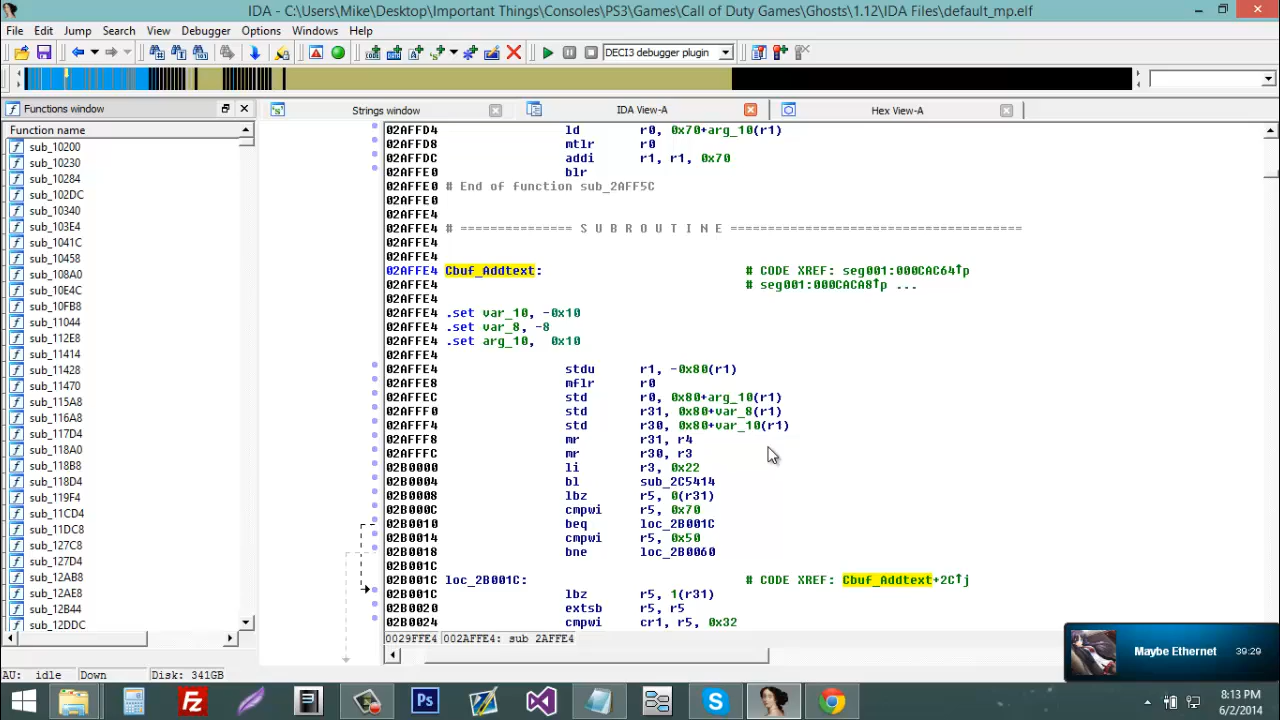 IDA - C:\Users\Mike\Desktop\Important Things\Consoles\PS3\Games\Call of Duty Games\Ghosts\1.12\IDA Files\default_mp.elf
File Edit Jump Search View Debugger Options Windows Help
DECI3 debugger plugin
Functions window
Strings window IDA View-A Hex View-A
Function name
sub_10200
sub_10230
sub_10284
sub_102DC
sub_10340
sub_103E4
sub_1041C
sub_10458
sub_108A0
sub_10E4C
sub_10FB8
sub_11044
sub_112E8
sub_11414
sub_11428
sub_11470
sub_115A8
sub_116A8
sub_117D4
sub_118A0
sub_118B8
sub_118D4
sub_119F4
sub_11CD4
sub_11DC8
sub_127C8
sub_127D4
sub_12AB8
sub_12AE8
sub_12B44
sub_12DDC
02AFFD4 ld r0, 0x70+arg_10(r1)
02AFFD8 mtlr r0
02AFFDC addi r1, r1, 0x70
02AFFE0 blr
02AFFE0 # End of function sub_2AFF5C
02AFFE0
02AFFE4
02AFFE4 # =============== S U B R O U T I N E =======================================
02AFFE4
02AFFE4
02AFFE4 Cbuf_Addtext: # CODE XREF: seg001:000CAC64↑p
02AFFE4 # seg001:000CACA8↑p ...
02AFFE4
02AFFE4 .set var_10, -0x10
02AFFE4 .set var_8, -8
02AFFE4 .set arg_10, 0x10
02AFFE4
02AFFE4 stdu r1, -0x80(r1)
02AFFE8 mflr r0
02AFFEC std r0, 0x80+arg_10(r1)
02AFFF0 std r31, 0x80+var_8(r1)
02AFFF4 std r30, 0x80+var_10(r1)
02AFFF8 mr r31, r4
02AFFFC mr r30, r3
02B0000 li r3, 0x22
02B0004 bl sub_2C5414
02B0008 lbz r5, 0(r31)
02B000C cmpwi r5, 0x70
02B0010 beq loc_2B001C
02B0014 cmpwi r5, 0x50
02B0018 bne loc_2B0060
02B001C
02B001C loc_2B001C: # CODE XREF: Cbuf_Addtext+2C↑j
02B001C lbz r5, 1(r31)
02B0020 extsb r5, r5
02B0024 cmpwi cr1, r5, 0x32
0029FFE4 002AFFE4: sub 2AFFE4
AU: idle Down Disk: 341GB
Maybe Ethernet 39:29
8:13 PM
6/2/2014